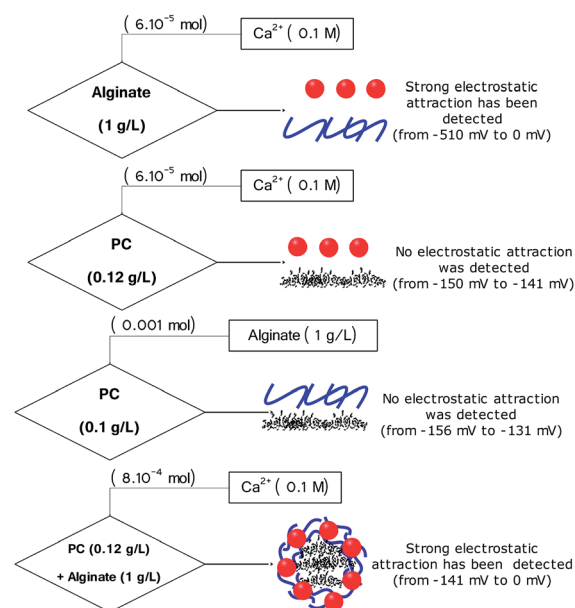 ( 6.10⁻⁵ mol)
Ca²⁺ ( 0.1 M)
Alginate
(1 g/L)
Strong electrostatic
attraction has been
detected
(from -510 mV to 0 mV)
( 6.10⁻⁵ mol)
Ca²⁺ ( 0.1 M)
PC
(0.12 g/L)
No electrostatic attraction
was detected
(from -150 mV to -141 mV)
( 0.001 mol)
Alginate ( 1 g/L)
PC
(0.1 g/L)
No electrostatic attraction
was detected
(from -156 mV to -131 mV)
( 8.10⁻⁴ mol)
Ca²⁺ ( 0.1 M)
PC (0.12 g/L)
+ Alginate (1 g/L)
Strong electrostatic
attraction has been detected
(from -141 mV to 0 mV)